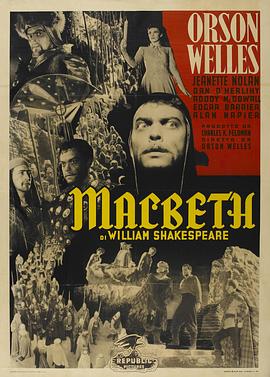 ORSON
WELLES
JEANETTE NOLAN
DAN O'HERLIHY
RODDY McDOWALL
EDGAR BARRIER
ALAN NAPIER
PRODOTTO DA
CHARLES K. FELDMAN
DIRETTO DA
ORSON WELLES
MACBETH
DI WILLIAM SHAKESPEARE
REPUBLIC
PICTURES